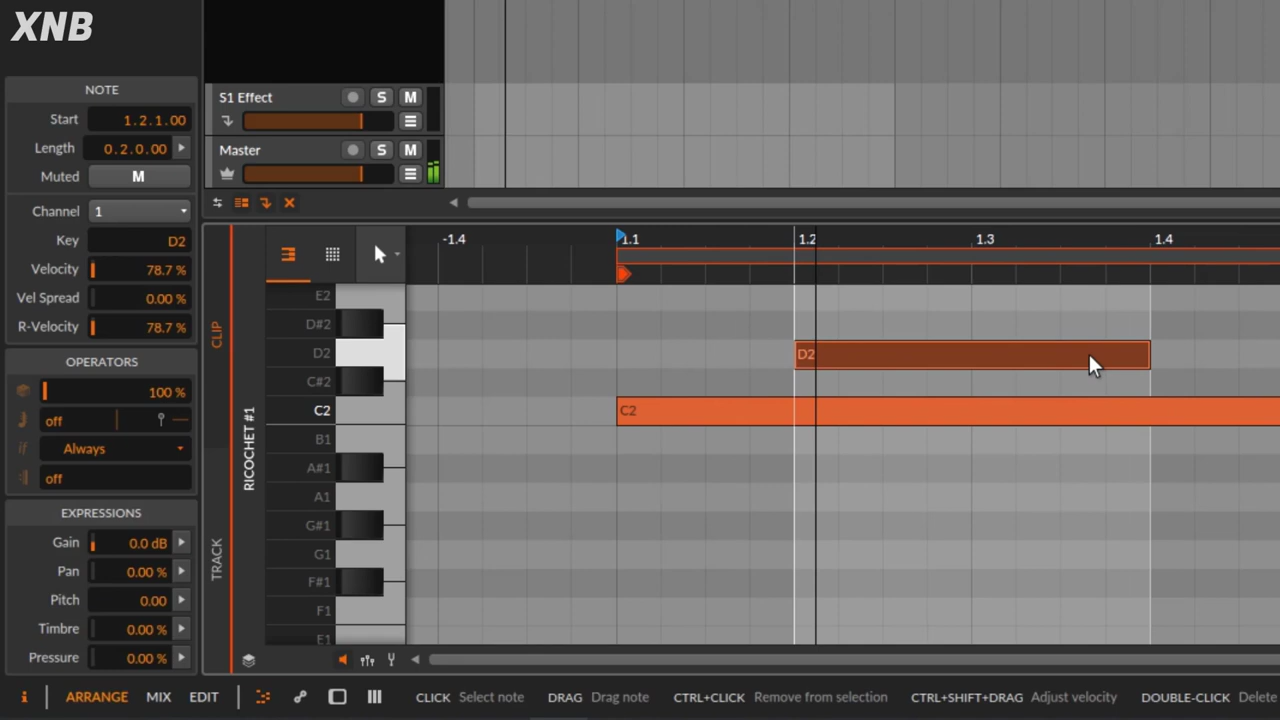 XNB
NOTE
Start 1.2.1.00
Length 0.2.0.00
Muted M
Channel 1
Key D2
Velocity 78.7 %
Vel Spread 0.00 %
R-Velocity 78.7 %
OPERATORS
100 %
off
if Always
off
EXPRESSIONS
Gain 0.0 dB
Pan 0.00 %
Pitch 0.00
Timbre 0.00 %
Pressure 0.00 %
S1 Effect S M
Master S M
CLIP
TRACK
RICOCHET #1
-1.4 1.1 1.2 1.3 1.4
E2
D#2
D2 D2
C#2
C2 C2
B1
A#1
A1
G#1
G1
F#1
F1
E1
i ARRANGE MIX EDIT CLICK Select note DRAG Drag note CTRL+CLICK Remove from selection CTRL+SHIFT+DRAG Adjust velocity DOUBLE-CLICK Delete